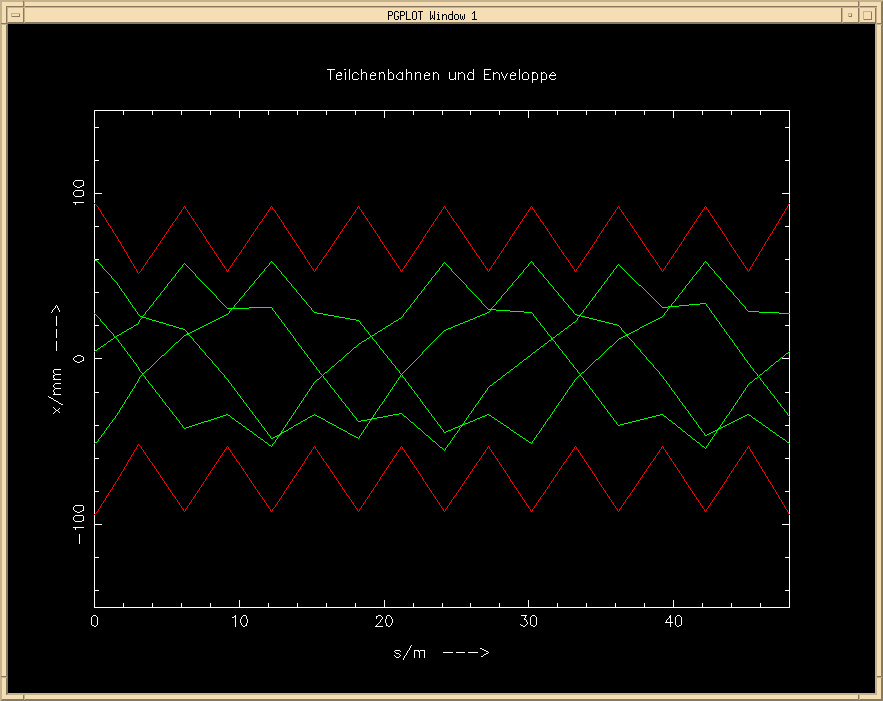 PGPLOT Window 1
Teilchenbahnen und Enveloppe
100
0
-100
x/mm --->
0 10 20 30 40
s/m --->